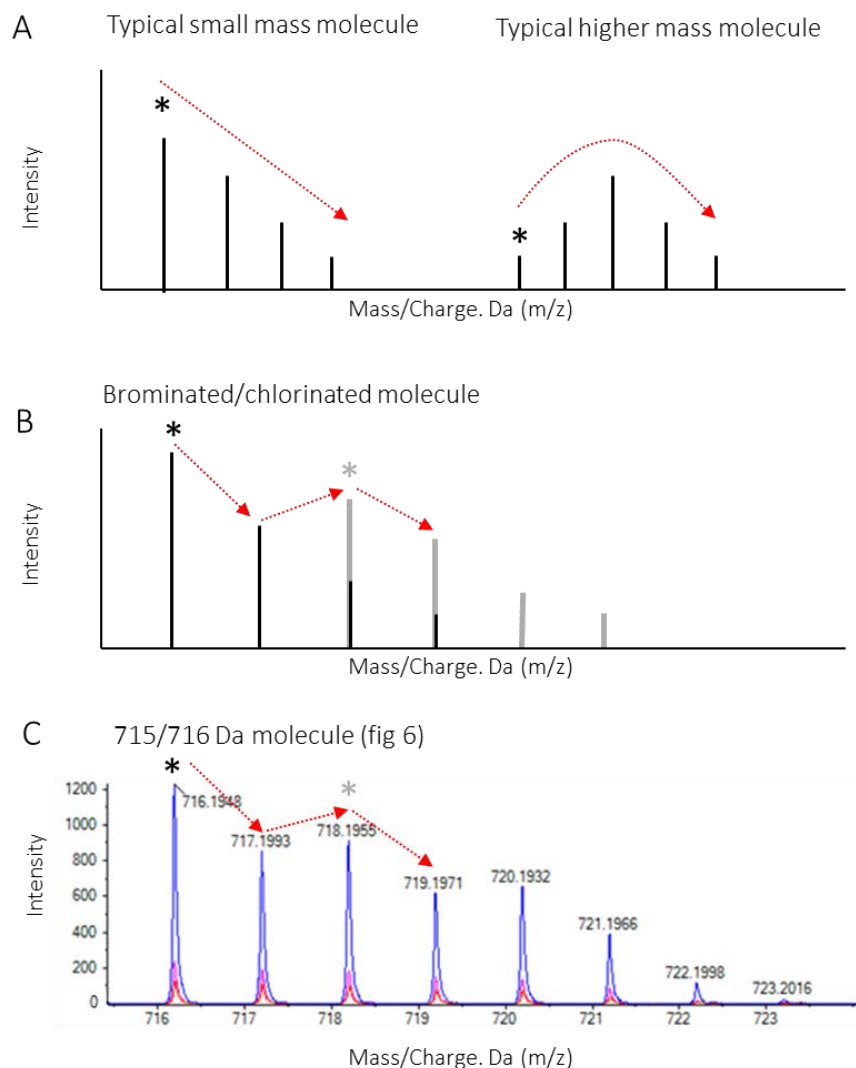 A
Typical small mass molecule
Typical higher mass molecule
*
*
Intensity
Mass/Charge. Da (m/z)
Brominated/chlorinated molecule
B
*
*
Intensity
Mass/Charge. Da (m/z)
C
715/716 Da molecule (fig 6)
*
*
1200
1000
800
600
400
200
0
Intensity
716.1948
717.1993
718.1955
719.1971
720.1932
721.1966
722.1998
723.2016
716
717
718
719
720
721
722
723
Mass/Charge. Da (m/z)